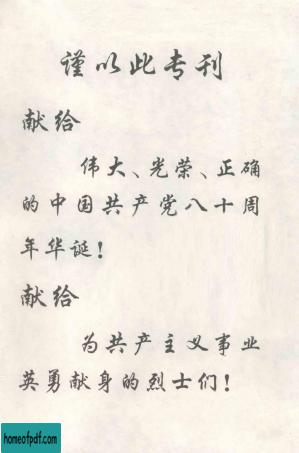 谨以此专刊
献给
伟大、光荣、正确
的中国共产党八十周
年华诞！
献给
为共产主义事业
英勇献身的烈士们！
homeofpdf.com